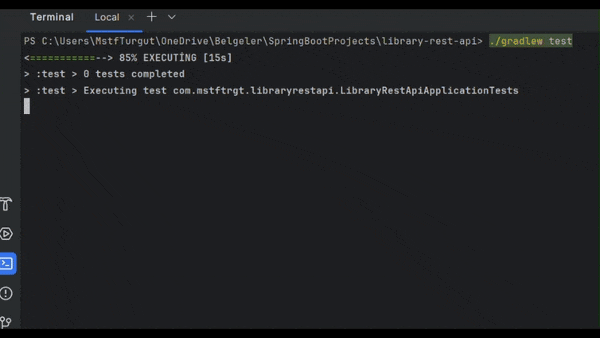 Terminal Local × +
PS C:\Users\MstfTurgut\OneDrive\Belgeler\SpringBootProjects\library-rest-api> ./gradlew test
<===========--> 85% EXECUTING [15s]
> :test > 0 tests completed
> :test > Executing test com.mstftrgt.libraryrestapi.LibraryRestApiApplicationTests